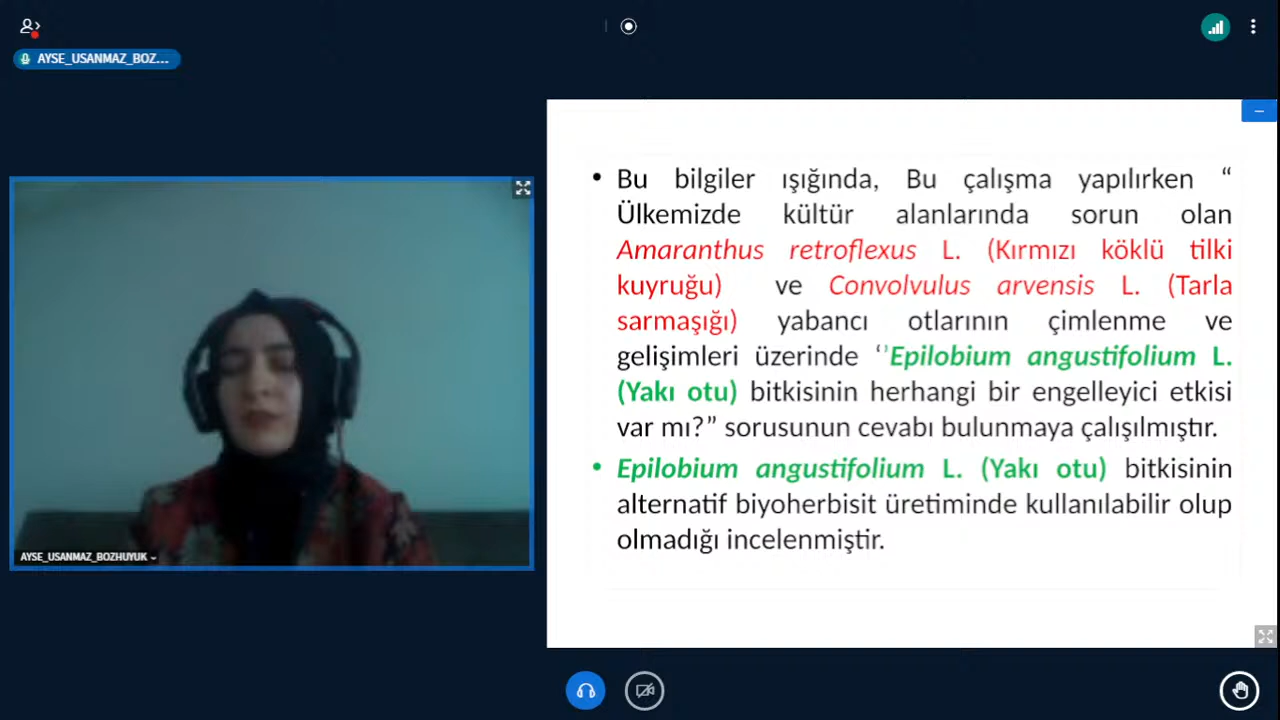 AYSE_USANMAZ_BOZ...
Bu bilgiler ışığında, Bu çalışma yapılırken “
Ülkemizde kültür alanlarında sorun olan
Amaranthus retroflexus L. (Kırmızı köklü tilki
kuyruğu) ve Convolvulus arvensis L. (Tarla
sarmaşığı) yabancı otlarının çimlenme ve
gelişimleri üzerinde ‘’Epilobium angustifolium L.
(Yakı otu) bitkisinin herhangi bir engelleyici etkisi
var mı?” sorusunun cevabı bulunmaya çalışılmıştır.
Epilobium angustifolium L. (Yakı otu) bitkisinin
alternatif biyoherbisit üretiminde kullanılabilir olup
olmadığı incelenmiştir.
AYSE_USANMAZ_BOZHUYUK